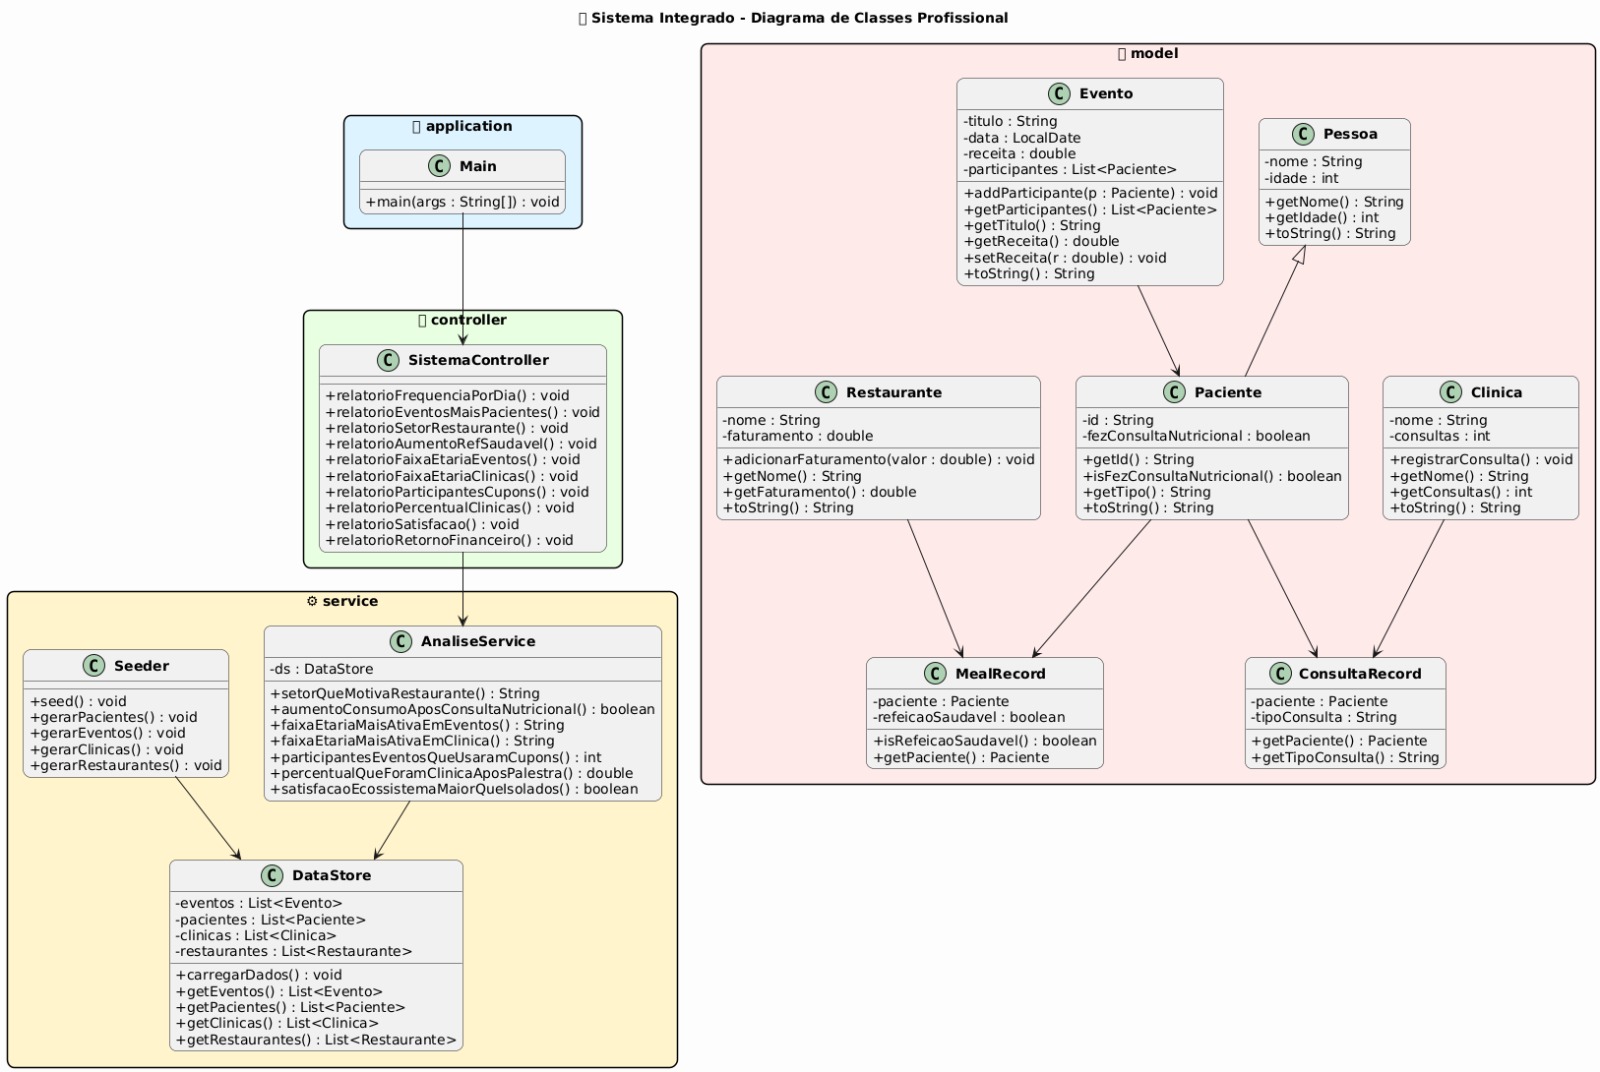 Sistema Integrado - Diagrama de Classes Profissional
application
C Main
+main(args : String[]) : void
controller
C SistemaController
+relatorioFrequenciaPorDia() : void
+relatorioEventosMaisPacientes() : void
+relatorioSetorRestaurante() : void
+relatorioAumentoRefSaudavel() : void
+relatorioFaixaEtariaEventos() : void
+relatorioFaixaEtariaClinicas() : void
+relatorioParticipantesCupons() : void
+relatorioPercentualClinicas() : void
+relatorioSatisfacao() : void
+relatorioRetornoFinanceiro() : void
service
C Seeder
+seed() : void
+gerarPacientes() : void
+gerarEventos() : void
+gerarClinicas() : void
+gerarRestaurantes() : void
C AnaliseService
-ds : DataStore
+setorQueMotivaRestaurante() : String
+aumentoConsumoAposConsultaNutricional() : boolean
+faixaEtariaMaisAtivaEmEventos() : String
+faixaEtariaMaisAtivaEmClinica() : String
+participantesEventosQueUsaramCupons() : int
+percentualQueForamClinicaAposPalestra() : double
+satisfacaoEcossistemaMaiorQueIsolados() : boolean
C DataStore
-eventos : List<Evento>
-pacientes : List<Paciente>
-clinicas : List<Clinica>
-restaurantes : List<Restaurante>
+carregarDados() : void
+getEventos() : List<Evento>
+getPacientes() : List<Paciente>
+getClinicas() : List<Clinica>
+getRestaurantes() : List<Restaurante>
model
C Evento
-titulo : String
-data : LocalDate
-receita : double
-participantes : List<Paciente>
+addParticipante(p : Paciente) : void
+getParticipantes() : List<Paciente>
+getTitulo() : String
+getReceita() : double
+setReceita(r : double) : void
+toString() : String
C Pessoa
-nome : String
-idade : int
+getNome() : String
+getIdade() : int
+toString() : String
C Restaurante
-nome : String
-faturamento : double
+adicionarFaturamento(valor : double) : void
+getNome() : String
+getFaturamento() : double
+toString() : String
C Paciente
-id : String
-fezConsultaNutricional : boolean
+getId() : String
+isFezConsultaNutricional() : boolean
+getTipo() : String
+toString() : String
C Clinica
-nome : String
-consultas : int
+registrarConsulta() : void
+getNome() : String
+getConsultas() : int
+toString() : String
C MealRecord
-paciente : Paciente
-refeicaoSaudavel : boolean
+isRefeicaoSaudavel() : boolean
+getPaciente() : Paciente
C ConsultaRecord
-paciente : Paciente
-tipoConsulta : String
+getPaciente() : Paciente
+getTipoConsulta() : String